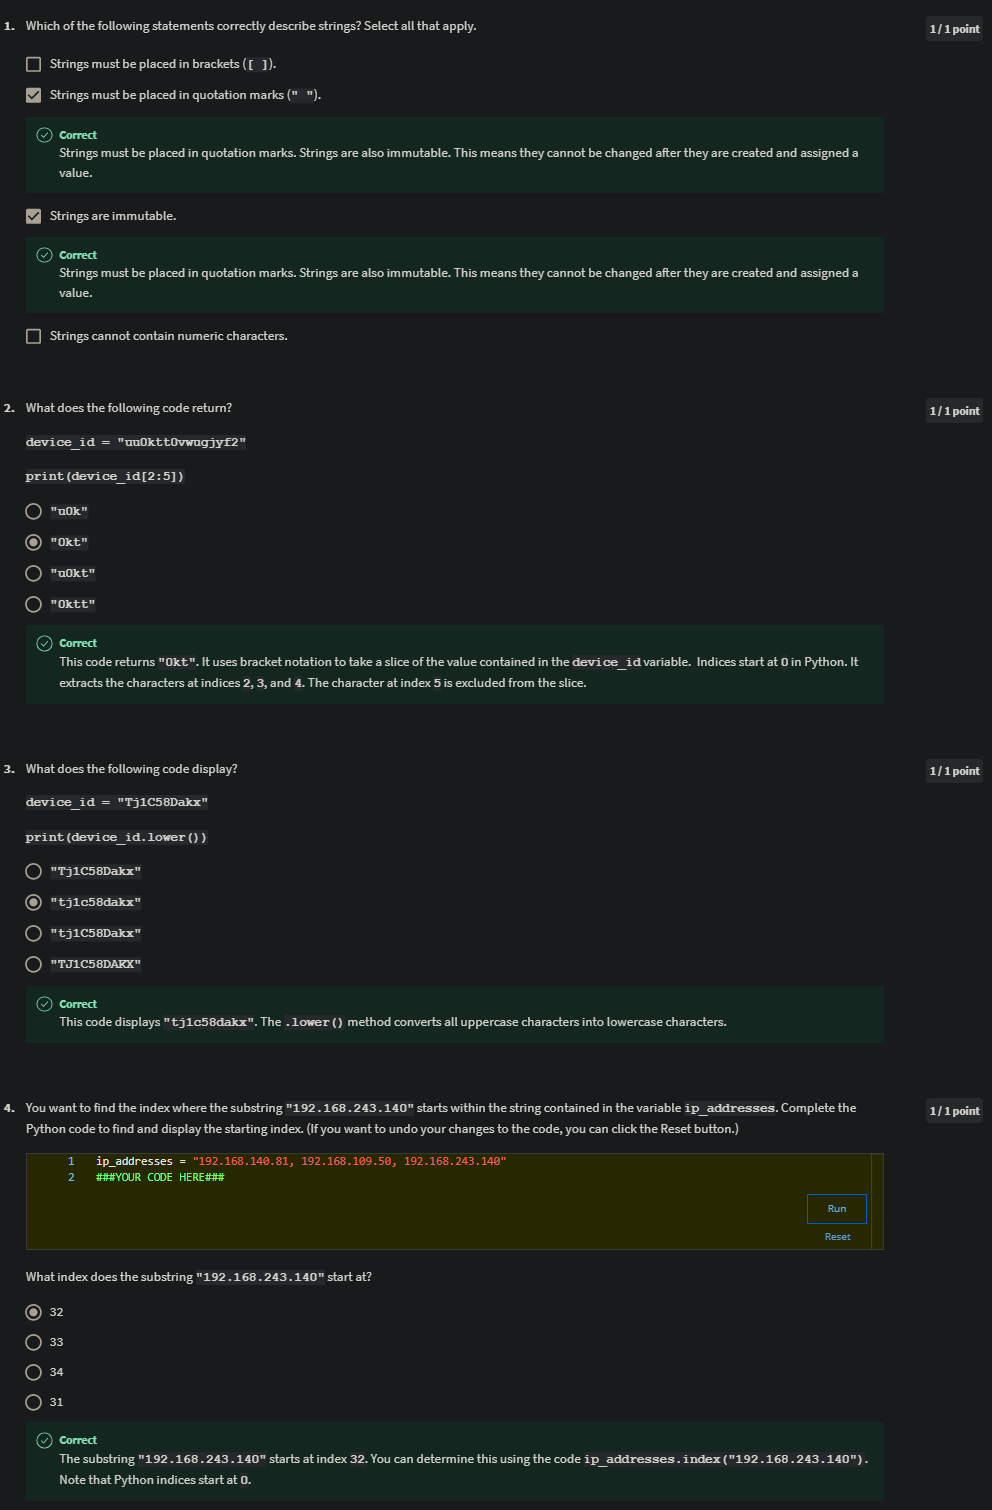 1. Which of the following statements correctly describe strings? Select all that apply.
1 / 1 point
Strings must be placed in brackets ([ ]).
Strings must be placed in quotation marks (" ").
Correct
Strings must be placed in quotation marks. Strings are also immutable. This means they cannot be changed after they are created and assigned a
value.
Strings are immutable.
Correct
Strings must be placed in quotation marks. Strings are also immutable. This means they cannot be changed after they are created and assigned a
value.
Strings cannot contain numeric characters.
2. What does the following code return?
1 / 1 point
device_id = "uu0ktt0vwugjyf2"
print(device_id[2:5])
"u0k"
"0kt"
"u0kt"
"0ktt"
Correct
This code returns "0kt". It uses bracket notation to take a slice of the value contained in the device_id variable. Indices start at 0 in Python. It
extracts the characters at indices 2, 3, and 4. The character at index 5 is excluded from the slice.
3. What does the following code display?
1 / 1 point
device_id = "Tj1C58Dakx"
print(device_id.lower())
"Tj1C58Dakx"
"tj1c58dakx"
"tj1C58Dakx"
"TJ1C58DAKX"
Correct
This code displays "tj1c58dakx". The .lower() method converts all uppercase characters into lowercase characters.
4. You want to find the index where the substring "192.168.243.140" starts within the string contained in the variable ip_addresses. Complete the
1 / 1 point
Python code to find and display the starting index. (If you want to undo your changes to the code, you can click the Reset button.)
1 ip_addresses = "192.168.140.81, 192.168.109.50, 192.168.243.140"
2 ###YOUR CODE HERE###
Run
Reset
What index does the substring "192.168.243.140" start at?
32
33
34
31
Correct
The substring "192.168.243.140" starts at index 32. You can determine this using the code ip_addresses.index("192.168.243.140").
Note that Python indices start at 0.